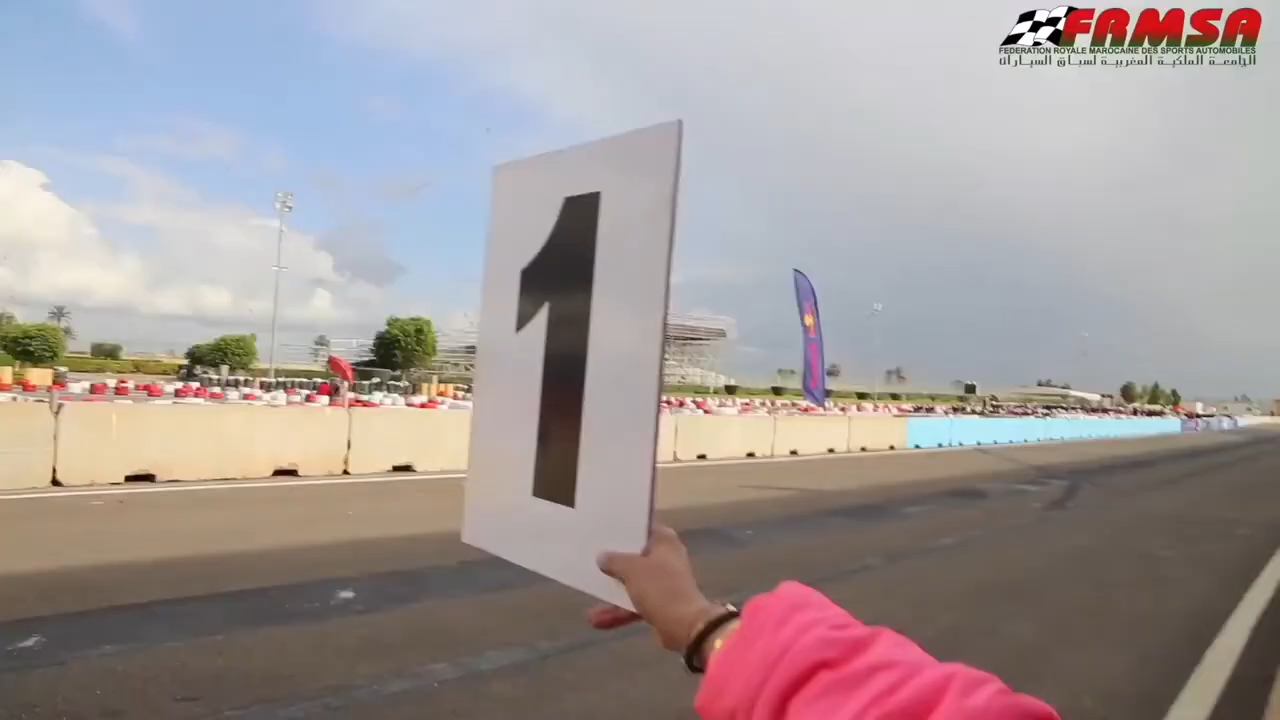 FRMSA
FEDERATION ROYALE MAROCAINE DES SPORTS AUTOMOBILES
الجامعة الملكية المغربية لسباق السيارات
1